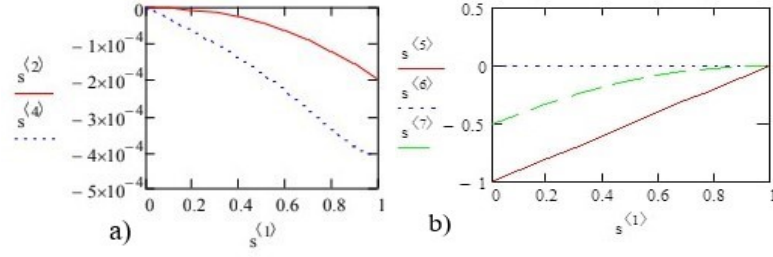 0
− 1×10⁻⁴
s⟨2⟩
− 2×10⁻⁴
s⟨4⟩
− 3×10⁻⁴
− 4×10⁻⁴
− 5×10⁻⁴
0 0.2 0.4 0.6 0.8 1
a)
s⟨1⟩
s⟨5⟩
s⟨6⟩
s⟨7⟩
0
− 0.5
− 1
0 0.2 0.4 0.6 0.8 1
b)
s⟨1⟩